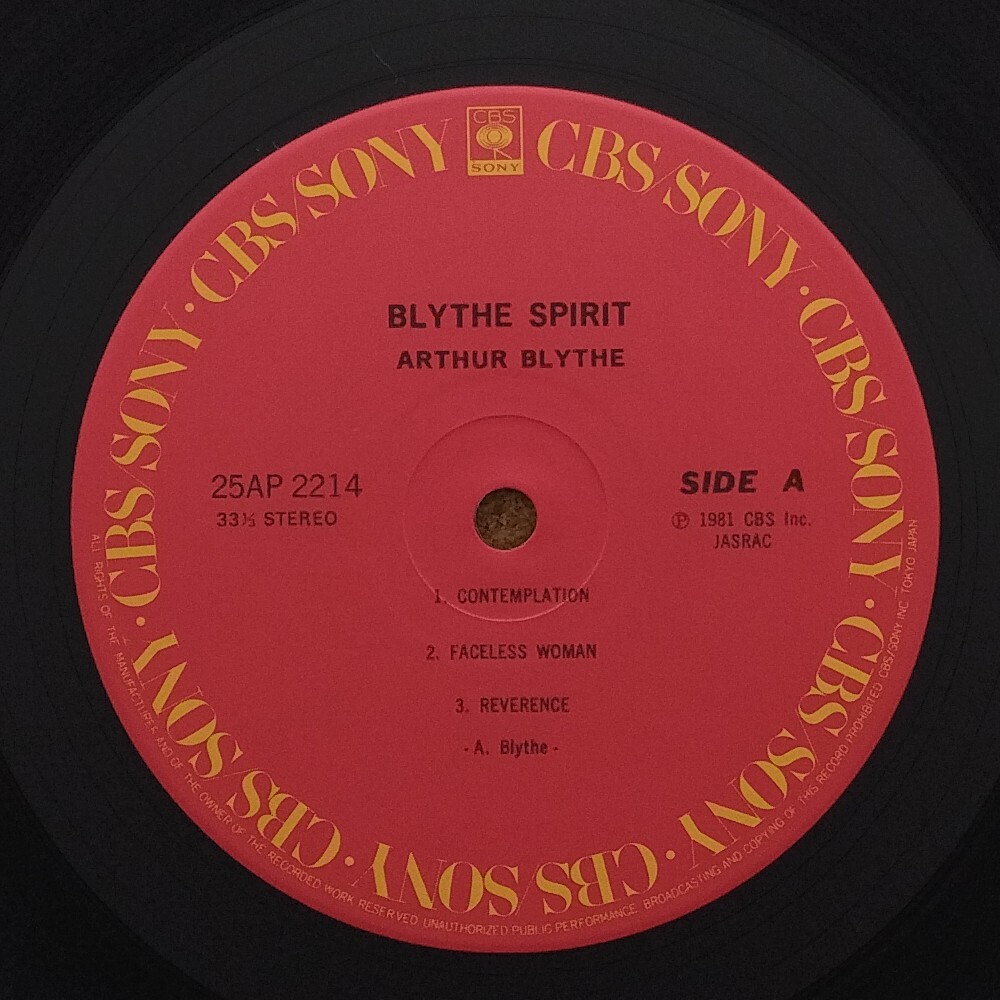 CBS
SONY
CBS/SONY · CBS/SONY · CBS/SONY · CBS/SONY · CBS/SONY · CBS/SONY · CBS/SONY · CBS/SONY
BLYTHE SPIRIT
ARTHUR BLYTHE
25AP 2214
33⅓ STEREO
SIDE A
Ⓟ 1981 CBS Inc.
JASRAC
1. CONTEMPLATION
2. FACELESS WOMAN
3. REVERENCE
- A. Blythe -
ALL RIGHTS OF THE MANUFACTURER AND OF THE OWNER OF THE RECORDED WORK RESERVED. UNAUTHORIZED PUBLIC PERFORMANCE. BROADCASTING AND COPYING OF THIS RECORD PROHIBITED CBS/SONY INC. TOKYO JAPAN